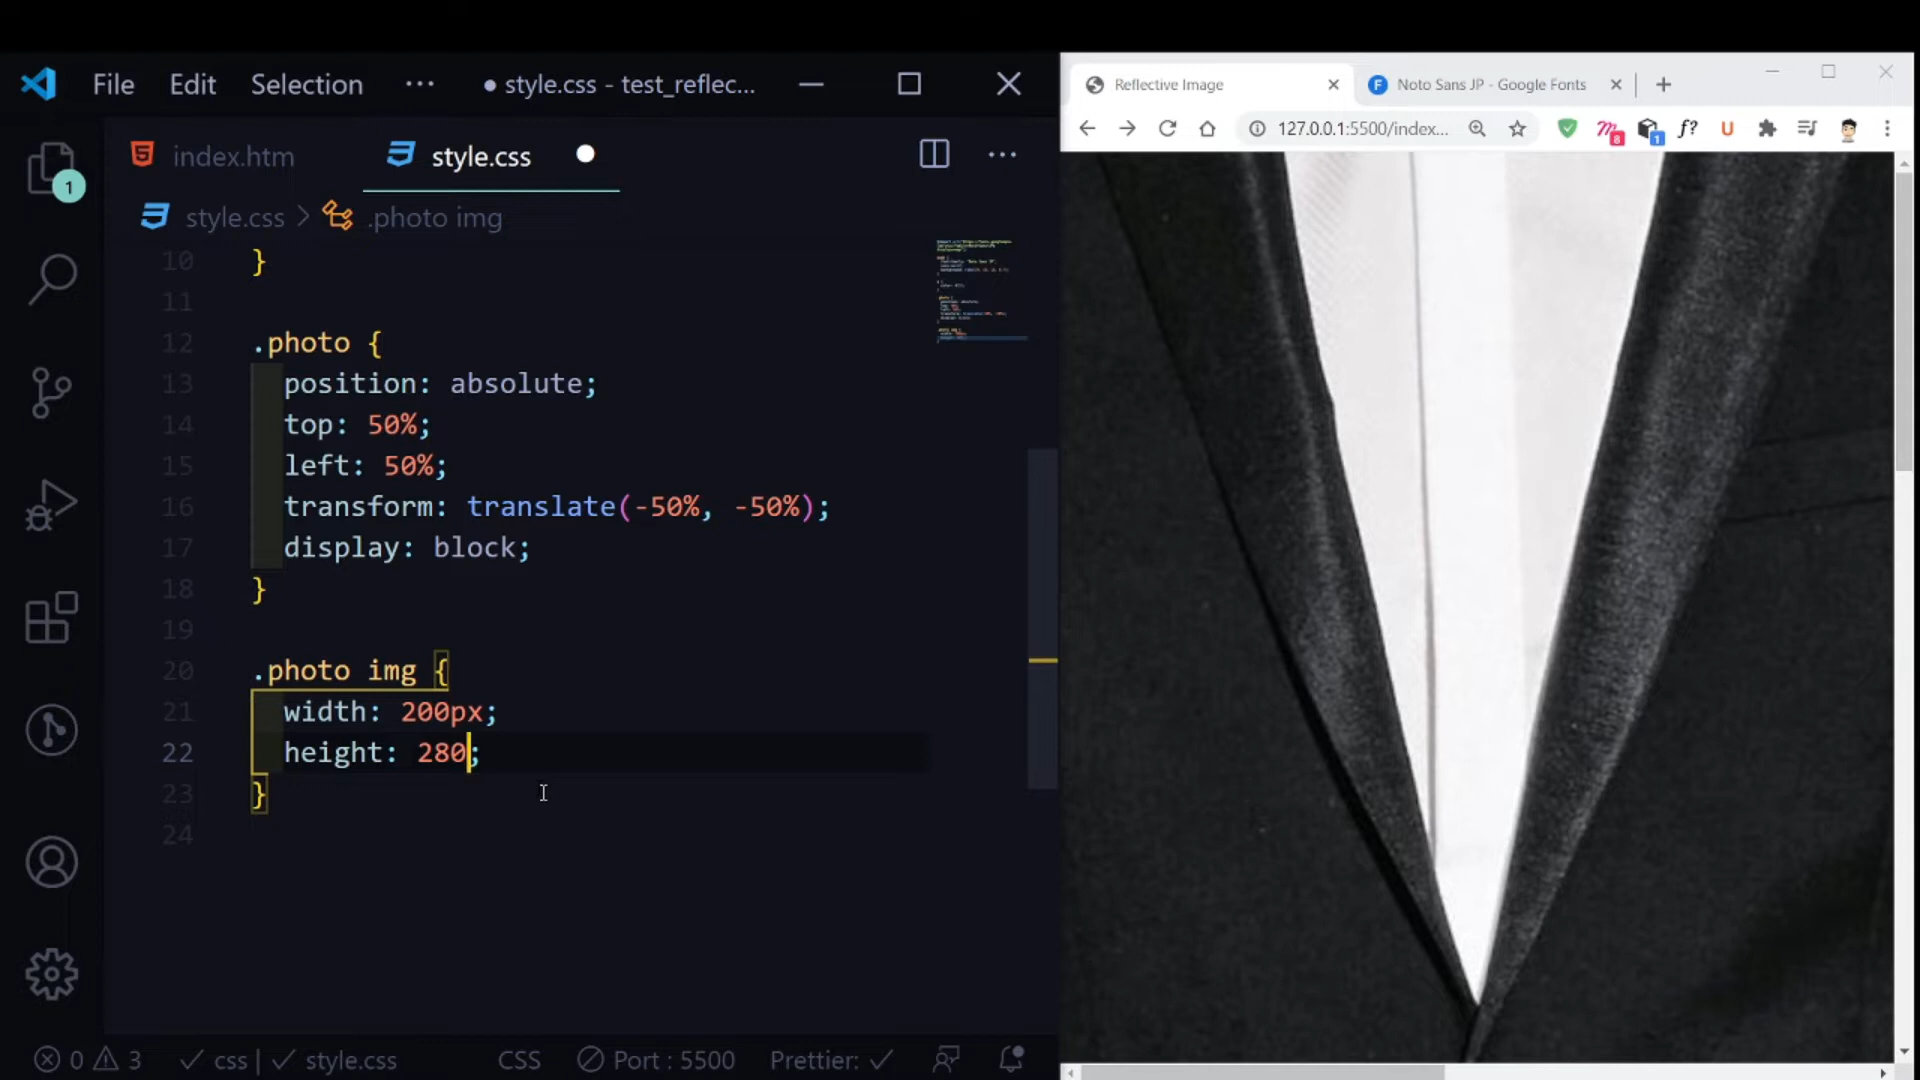 File Edit Selection ··· ● style.css - test_reflec...
index.htm style.css
style.css > .photo img
10 }
11
12 .photo {
13 position: absolute;
14 top: 50%;
15 left: 50%;
16 transform: translate(-50%, -50%);
17 display: block;
18 }
19
20 .photo img {
21 width: 200px;
22 height: 280;
23 }
24
1
0 3 css | style.css CSS Port : 5500 Prettier:
Reflective Image Noto Sans JP - Google Fonts
127.0.0.1:5500/index... 8 1 f? U